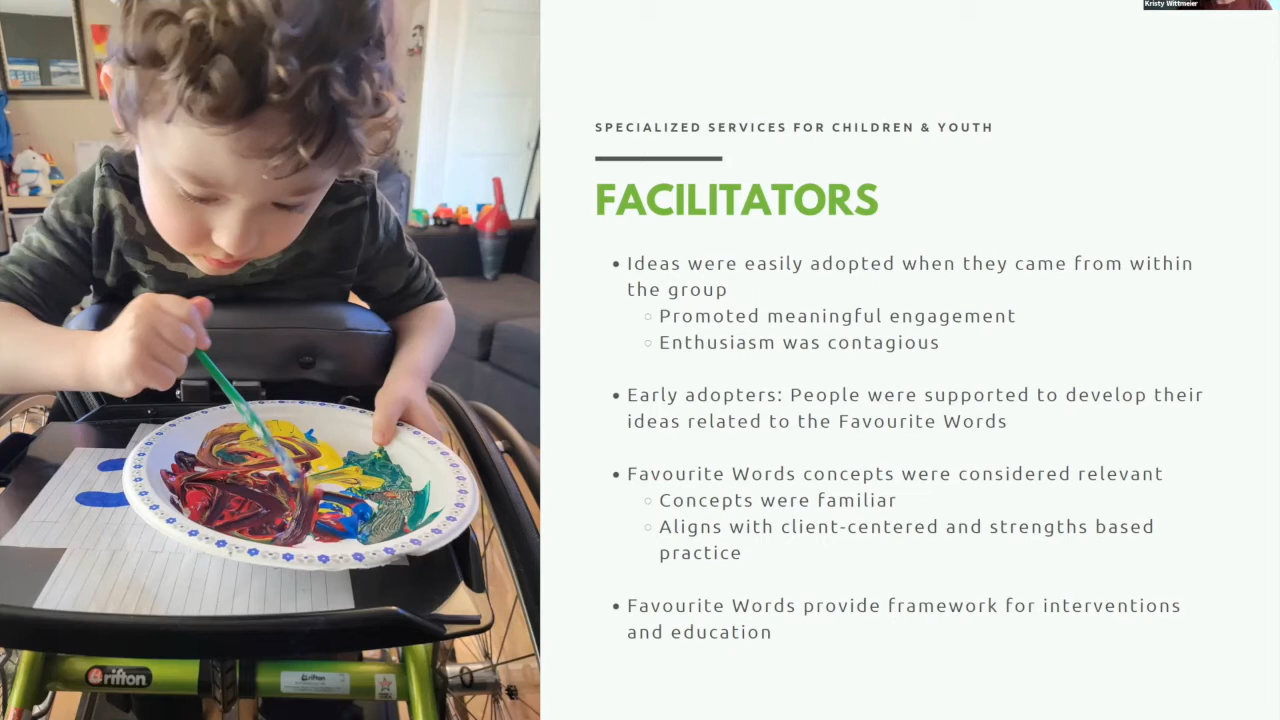 Kristy Wittmeier
SPECIALIZED SERVICES FOR CHILDREN & YOUTH
FACILITATORS
• Ideas were easily adopted when they came from within
the group
○ Promoted meaningful engagement
○ Enthusiasm was contagious
• Early adopters: People were supported to develop their
ideas related to the Favourite Words
• Favourite Words concepts were considered relevant
○ Concepts were familiar
○ Aligns with client-centered and strengths based
practice
• Favourite Words provide framework for interventions
and education
Rifton
Rifton